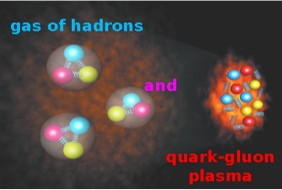 gas of hadrons
and
quark-gluon
plasma